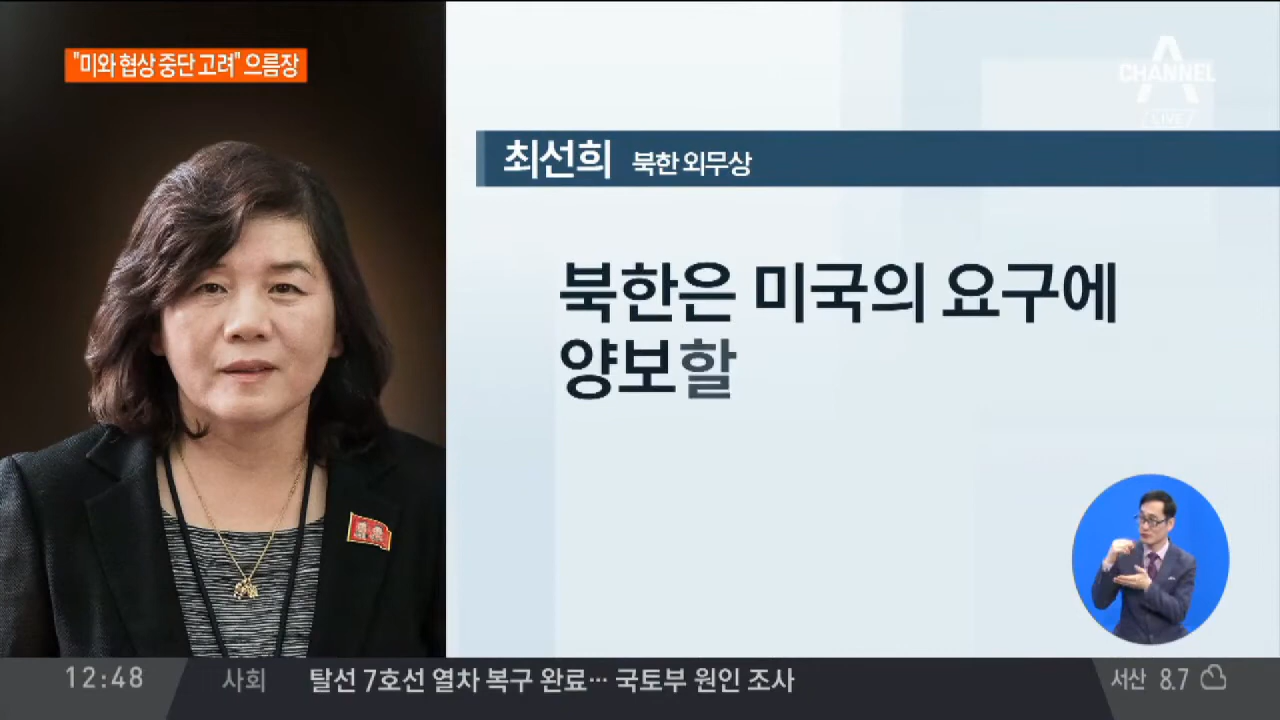 "미와 협상 중단 고려" 으름장
CHANNEL A
LIVE
최선희 북한 외무상
북한은 미국의 요구에
양보할
12:48 사회 탈선 7호선 열차 복구 완료… 국토부 원인 조사 서산 8.7